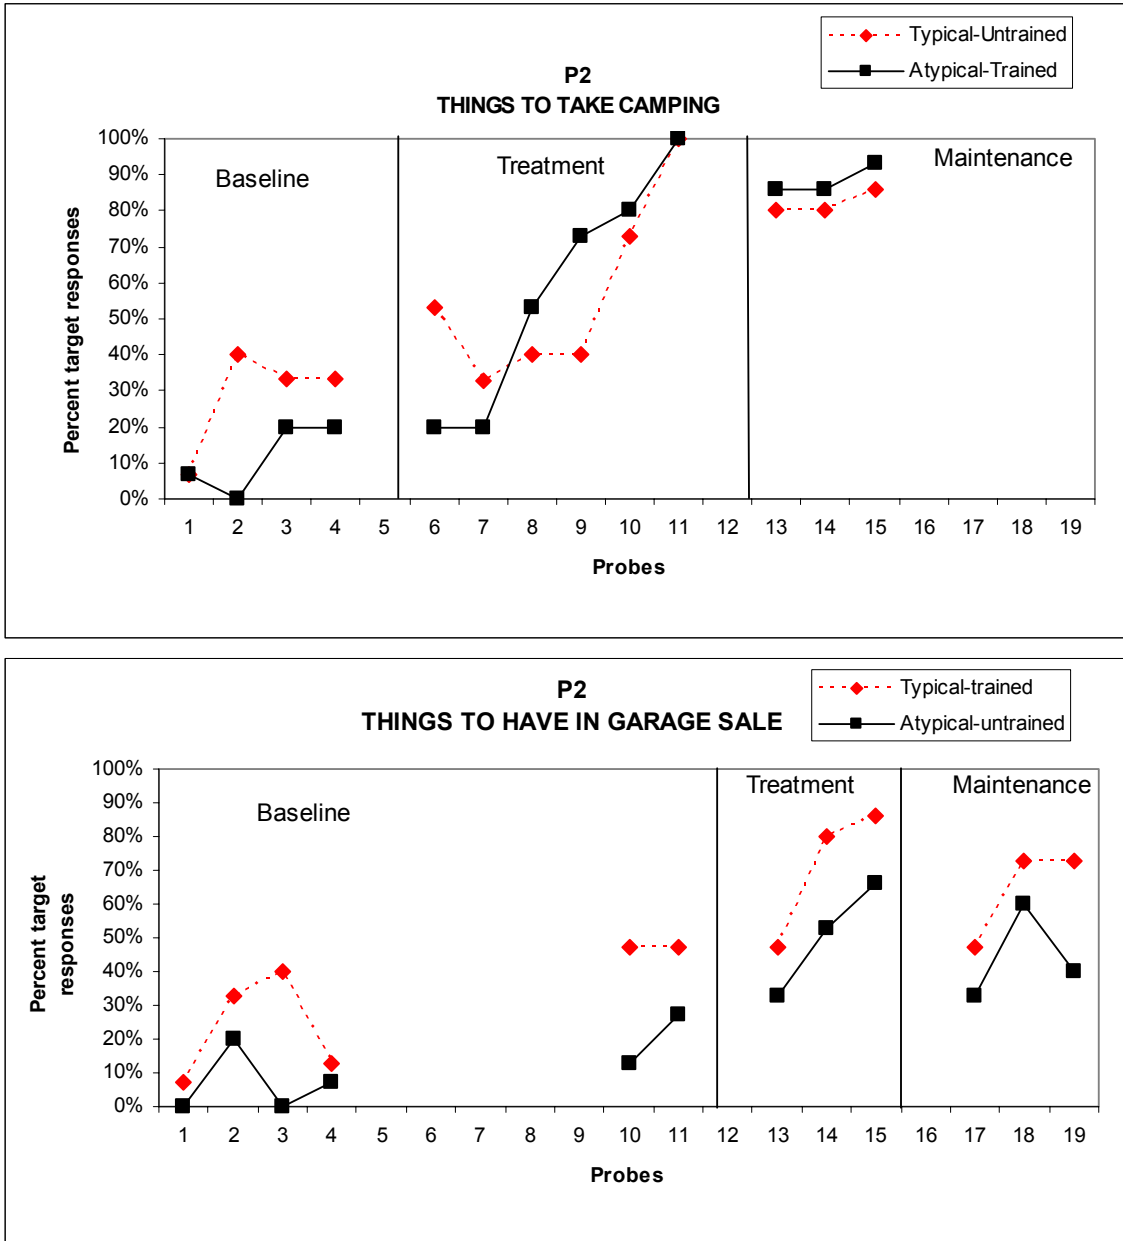 Typical-Untrained
Atypical-Trained
P2
THINGS TO TAKE CAMPING
100%
90%
80%
70%
60%
50%
40%
30%
20%
10%
0%
Percent target responses
Baseline
Treatment
Maintenance
1 2 3 4 5 6 7 8 9 10 11 12 13 14 15 16 17 18 19
Probes
Typical-trained
Atypical-untrained
P2
THINGS TO HAVE IN GARAGE SALE
100%
90%
80%
70%
60%
50%
40%
30%
20%
10%
0%
Percent target
responses
Baseline
Treatment
Maintenance
1 2 3 4 5 6 7 8 9 10 11 12 13 14 15 16 17 18 19
Probes